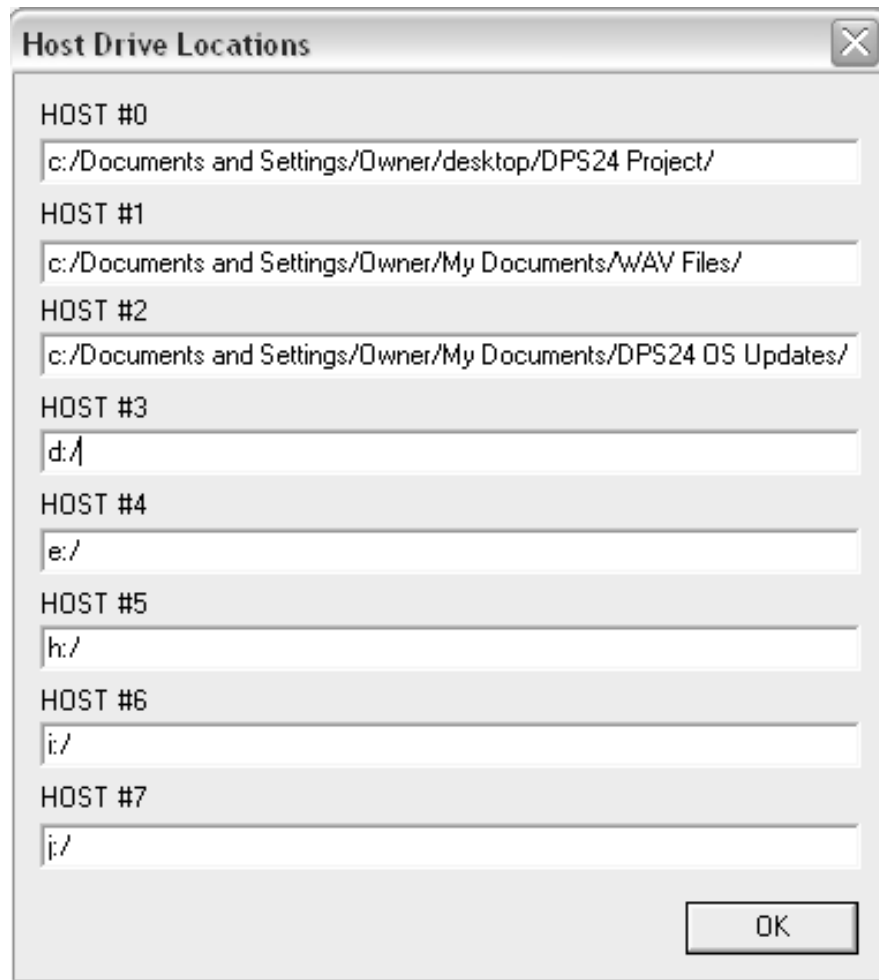 Host Drive Locations
HOST #0
c:/Documents and Settings/Owner/desktop/DPS24 Project/
HOST #1
c:/Documents and Settings/Owner/My Documents/WAV Files/
HOST #2
c:/Documents and Settings/Owner/My Documents/DPS24 OS Updates/
HOST #3
d:/
HOST #4
e:/
HOST #5
h:/
HOST #6
i:/
HOST #7
j:/
OK